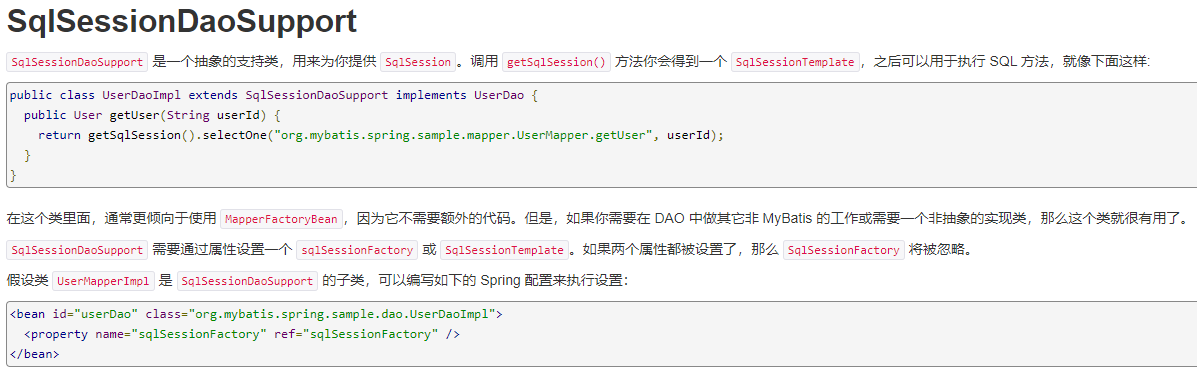 SqlSessionDaoSupport
SqlSessionDaoSupport 是一个抽象的支持类，用来为你提供 SqlSession。调用 getSqlSession() 方法你会得到一个 SqlSessionTemplate，之后可以用于执行 SQL 方法，就像下面这样:
public class UserDaoImpl extends SqlSessionDaoSupport implements UserDao {
  public User getUser(String userId) {
    return getSqlSession().selectOne("org.mybatis.spring.sample.mapper.UserMapper.getUser", userId);
  }
}
在这个类里面，通常更倾向于使用 MapperFactoryBean，因为它不需要额外的代码。但是，如果你需要在 DAO 中做其它非 MyBatis 的工作或需要一个非抽象的实现类，那么这个类就很有用了。
SqlSessionDaoSupport 需要通过属性设置一个 sqlSessionFactory 或 SqlSessionTemplate。如果两个属性都被设置了，那么 SqlSessionFactory 将被忽略。
假设类 UserMapperImpl 是 SqlSessionDaoSupport 的子类，可以编写如下的 Spring 配置来执行设置：
<bean id="userDao" class="org.mybatis.spring.sample.dao.UserDaoImpl">
  <property name="sqlSessionFactory" ref="sqlSessionFactory" />
</bean>